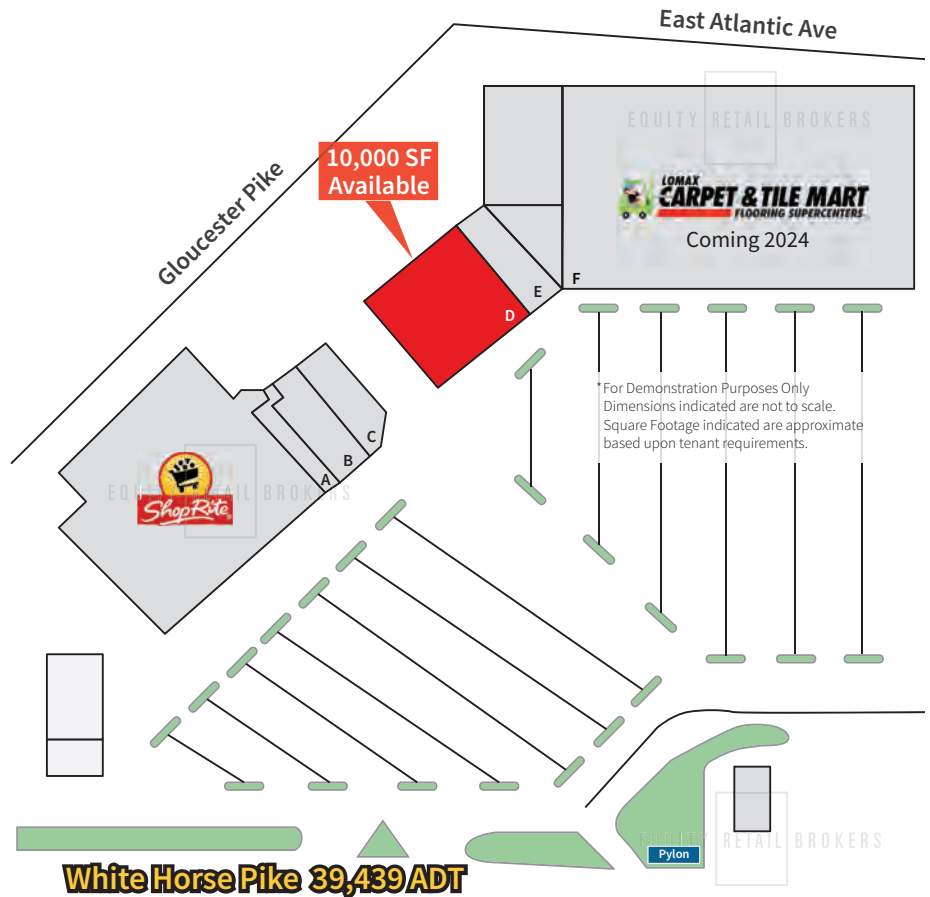 East Atlantic Ave
EQUITY RETAIL BROKERS
10,000 SF
Available
Gloucester Pike
LOMAX
CARPET & TILE MART
FLOORING SUPERCENTERS
Coming 2024
F
E
D
*For Demonstration Purposes Only
Dimensions indicated are not to scale.
Square Footage indicated are approximate
based upon tenant requirements.
C
B
A
EQUITY RETAIL BROKERS
ShopRite
EQUITY RETAIL BROKERS
Pylon
White Horse Pike 39,439 ADT